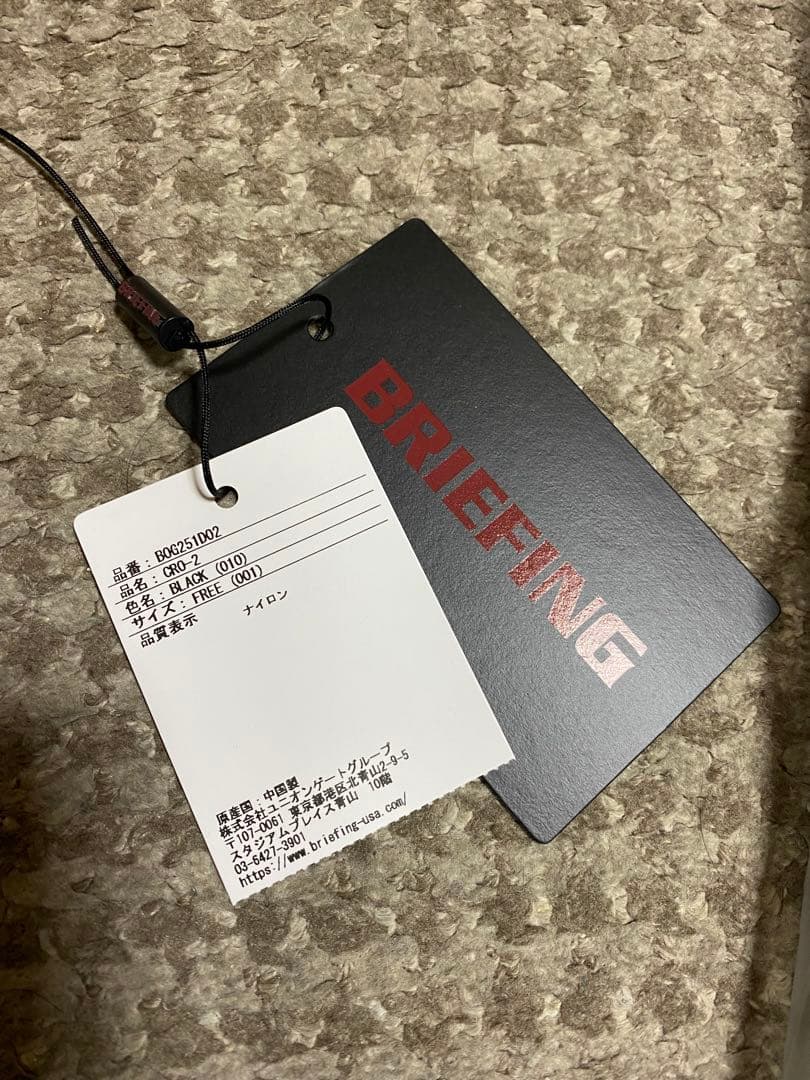 BRIEFING
品番：BOG251D02
品名：CRO-2
色名：BLACK (010)
サイズ：FREE (001)
品質表示 ナイロン
原産国：中国製
株式会社ユニオンゲートグループ
〒107-0061 東京都港区北青山2-9-5
スタジアムプレイス青山 10階
03-6427-3901
https://www.briefing-usa.com/